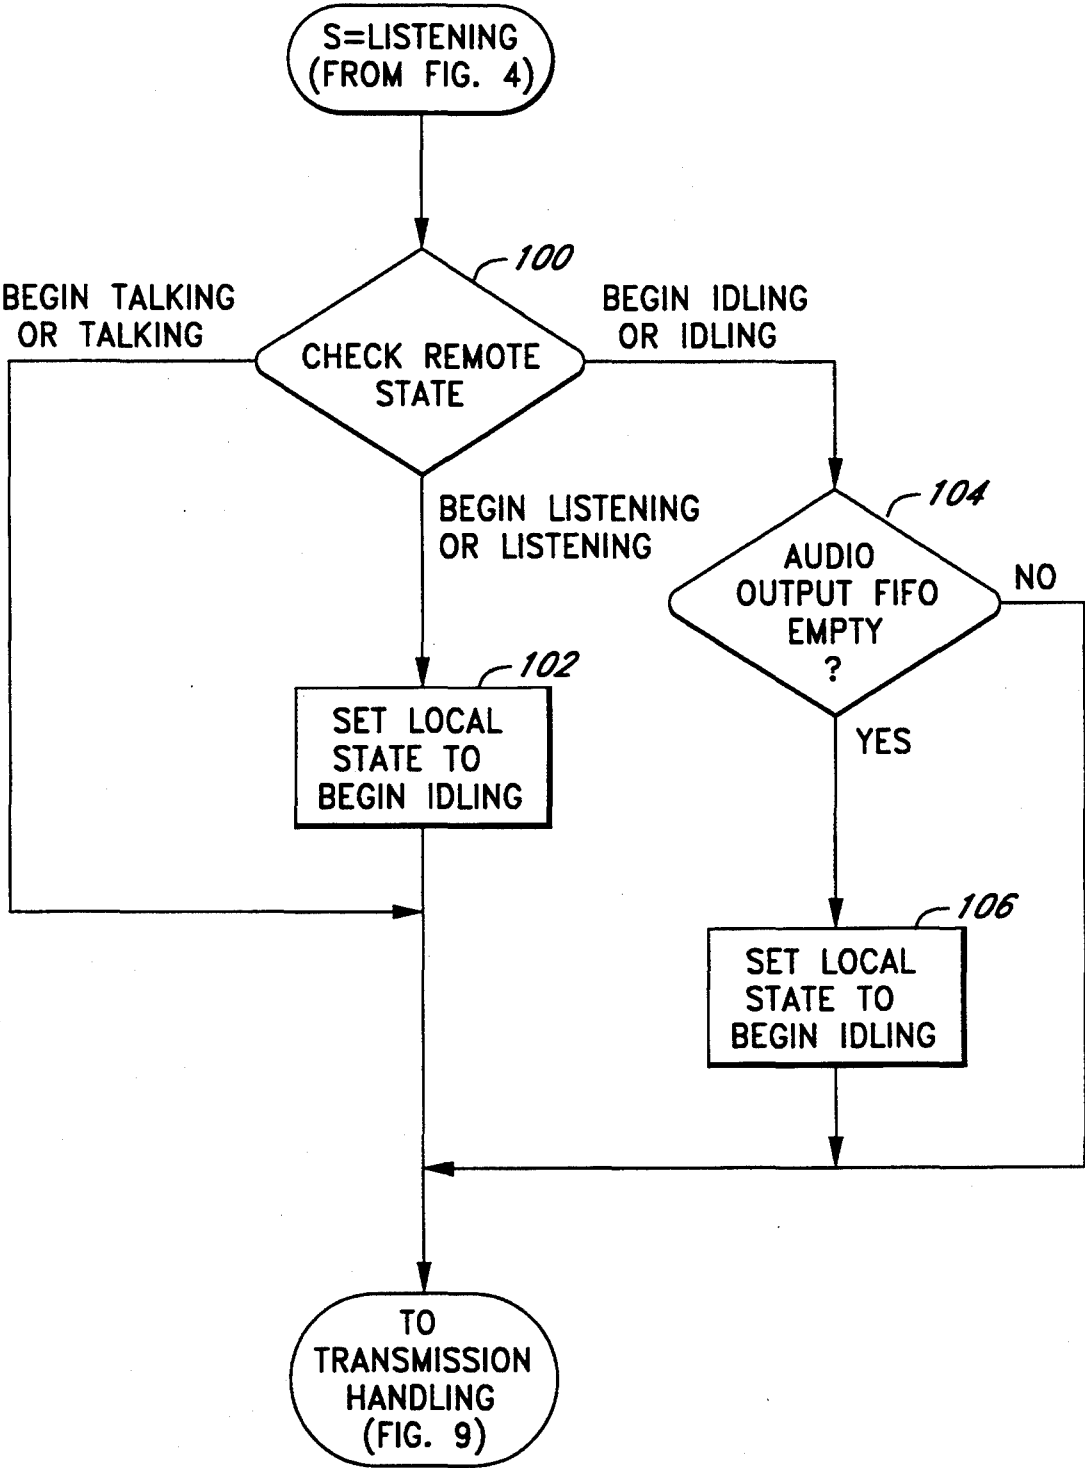 S=LISTENING
(FROM FIG. 4)
100
BEGIN TALKING
OR TALKING
BEGIN IDLING
OR IDLING
CHECK REMOTE
STATE
BEGIN LISTENING
OR LISTENING
104
AUDIO
OUTPUT FIFO
EMPTY
?
NO
YES
102
SET LOCAL
STATE TO
BEGIN IDLING
106
SET LOCAL
STATE TO
BEGIN IDLING
TO
TRANSMISSION
HANDLING
(FIG. 9)